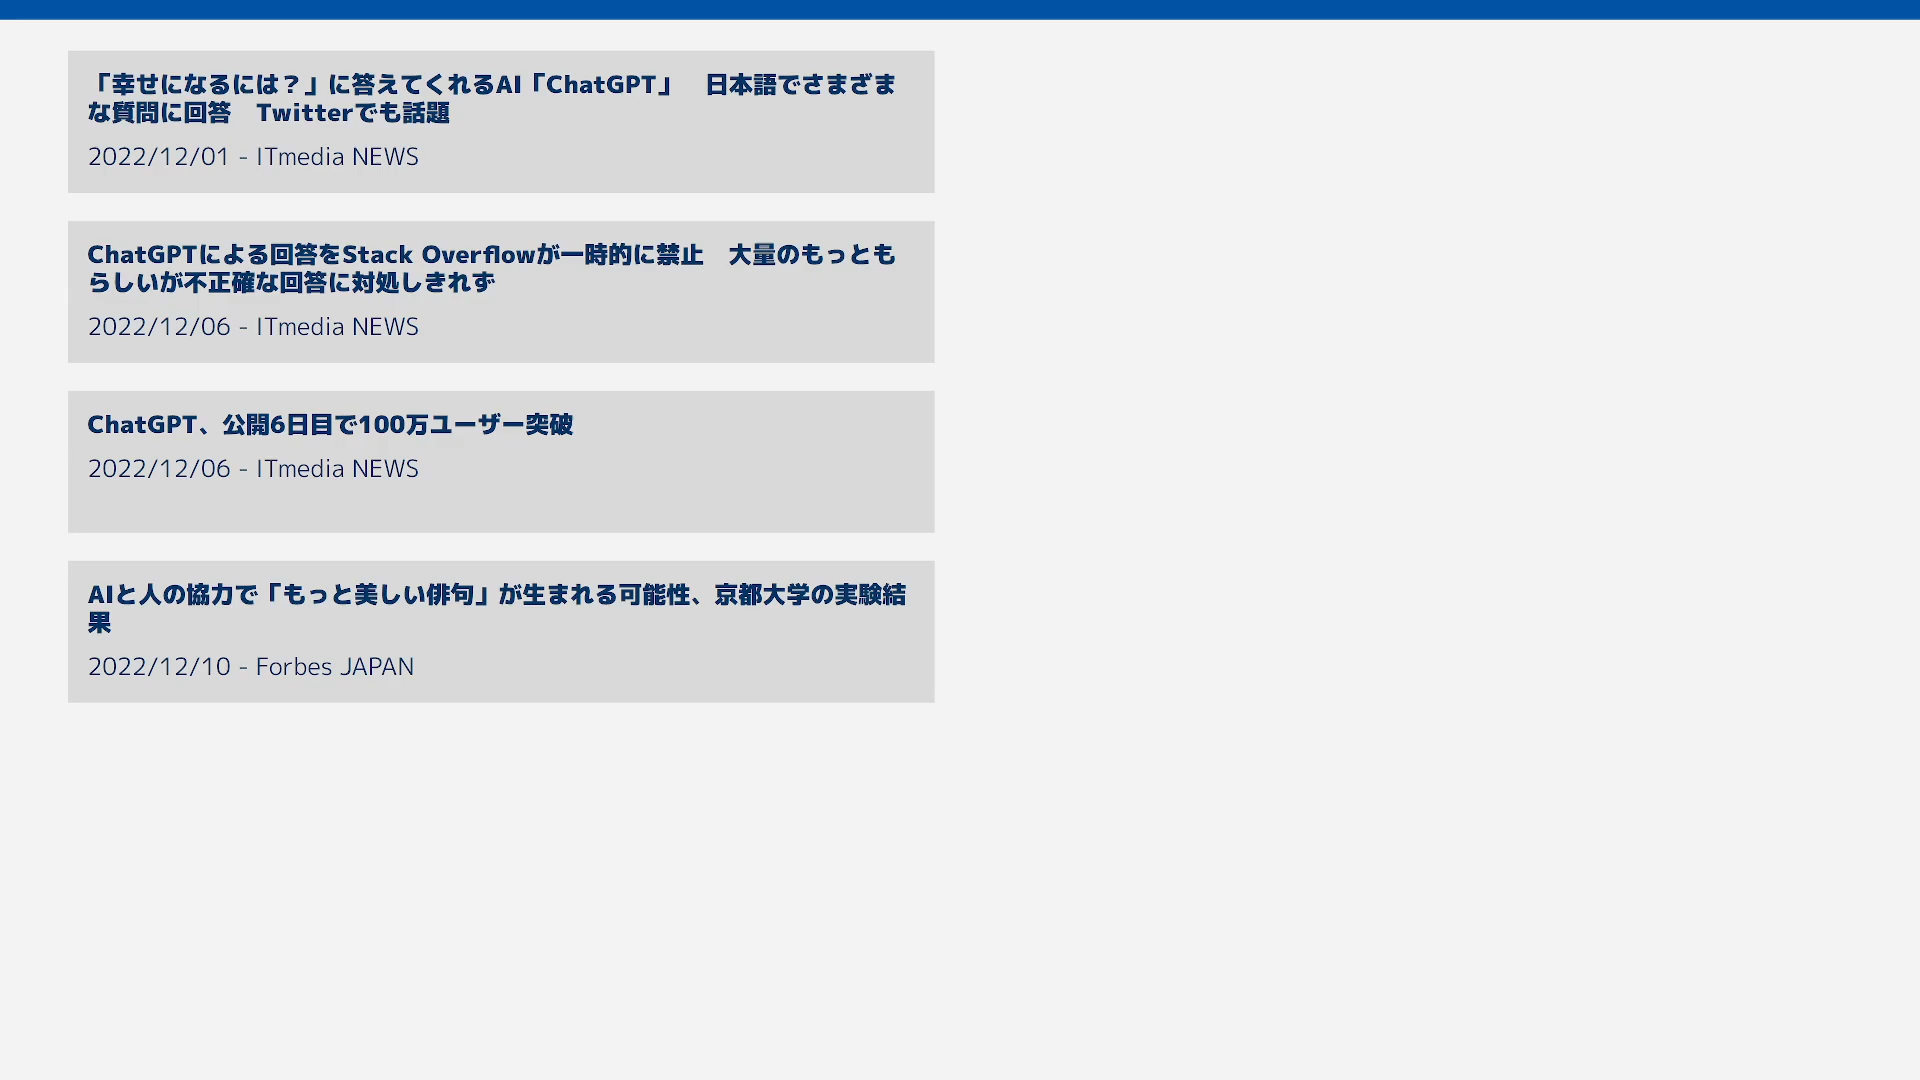 「幸せになるには？」に答えてくれるAI「ChatGPT」　日本語でさまざま
な質問に回答　Twitterでも話題
2022/12/01 - ITmedia NEWS
ChatGPTによる回答をStack Overflowが一時的に禁止　大量のもっとも
らしいが不正確な回答に対処しきれず
2022/12/06 - ITmedia NEWS
ChatGPT、公開6日目で100万ユーザー突破
2022/12/06 - ITmedia NEWS
AIと人の協力で「もっと美しい俳句」が生まれる可能性、京都大学の実験結
果
2022/12/10 - Forbes JAPAN